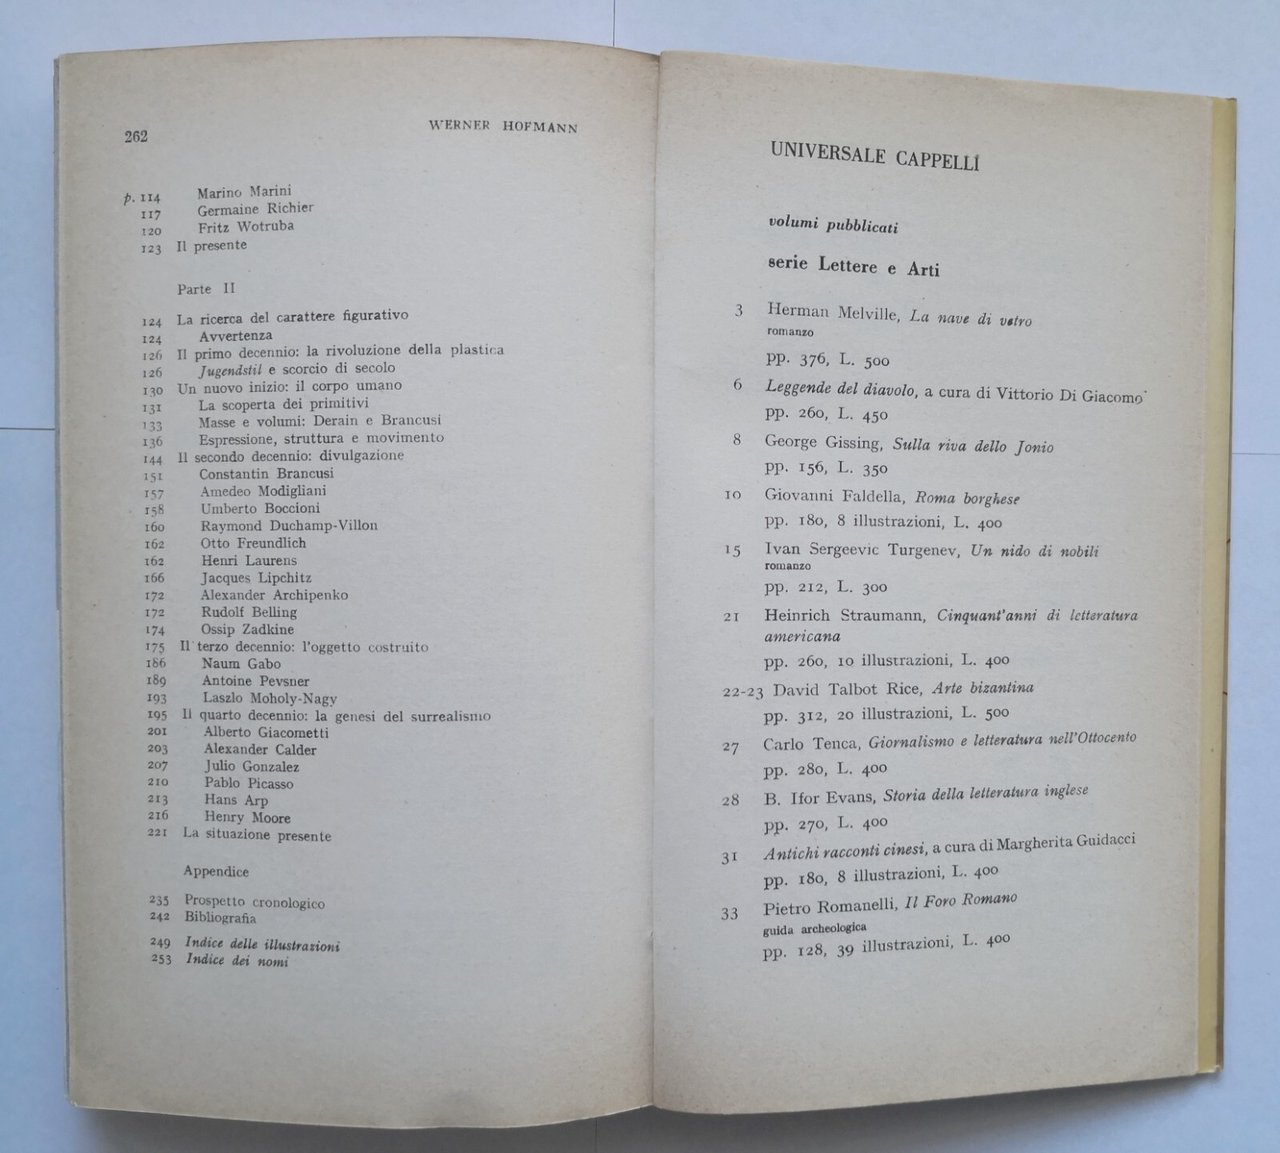 262 WERNER HOFMANN
p. 114 Marino Marini
117 Germaine Richier
120 Fritz Wotruba
123 Il presente
Parte II
124 La ricerca del carattere figurativo
124 Avvertenza
126 Il primo decennio: la rivoluzione della plastica
126 Jugendstil e scorcio di secolo
130 Un nuovo inizio: il corpo umano
131 La scoperta dei primitivi
133 Masse e volumi: Derain e Brancusi
136 Espressione, struttura e movimento
144 Il secondo decennio: divulgazione
151 Constantin Brancusi
157 Amedeo Modigliani
158 Umberto Boccioni
160 Raymond Duchamp-Villon
162 Otto Freundlich
162 Henri Laurens
166 Jacques Lipchitz
172 Alexander Archipenko
172 Rudolf Belling
174 Ossip Zadkine
175 Il terzo decennio: l'oggetto costruito
186 Naum Gabo
189 Antoine Pevsner
193 Laszlo Moholy-Nagy
195 Il quarto decennio: la genesi del surrealismo
201 Alberto Giacometti
203 Alexander Calder
207 Julio Gonzalez
210 Pablo Picasso
213 Hans Arp
216 Henry Moore
221 La situazione presente
Appendice
235 Prospetto cronologico
242 Bibliografia
249 Indice delle illustrazioni
253 Indice dei nomi
UNIVERSALE CAPPELLI
volumi pubblicati
serie Lettere e Arti
3 Herman Melville, La nave di vetro
romanzo
pp. 376, L. 500
6 Leggende del diavolo, a cura di Vittorio Di Giacomo
pp. 260, L. 450
8 George Gissing, Sulla riva dello Jonio
pp. 156, L. 350
10 Giovanni Faldella, Roma borghese
pp. 180, 8 illustrazioni, L. 400
15 Ivan Sergeevic Turgenev, Un nido di nobili
romanzo
pp. 212, L. 300
21 Heinrich Straumann, Cinquant'anni di letteratura
americana
pp. 260, 10 illustrazioni, L. 400
22-23 David Talbot Rice, Arte bizantina
pp. 312, 20 illustrazioni, L. 500
27 Carlo Tenca, Giornalismo e letteratura nell'Ottocento
pp. 280, L. 400
28 B. Ifor Evans, Storia della letteratura inglese
pp. 270, L. 400
31 Antichi racconti cinesi, a cura di Margherita Guidacci
pp. 180, 8 illustrazioni, L. 400
33 Pietro Romanelli, Il Foro Romano
guida archeologica
pp. 128, 39 illustrazioni, L. 400